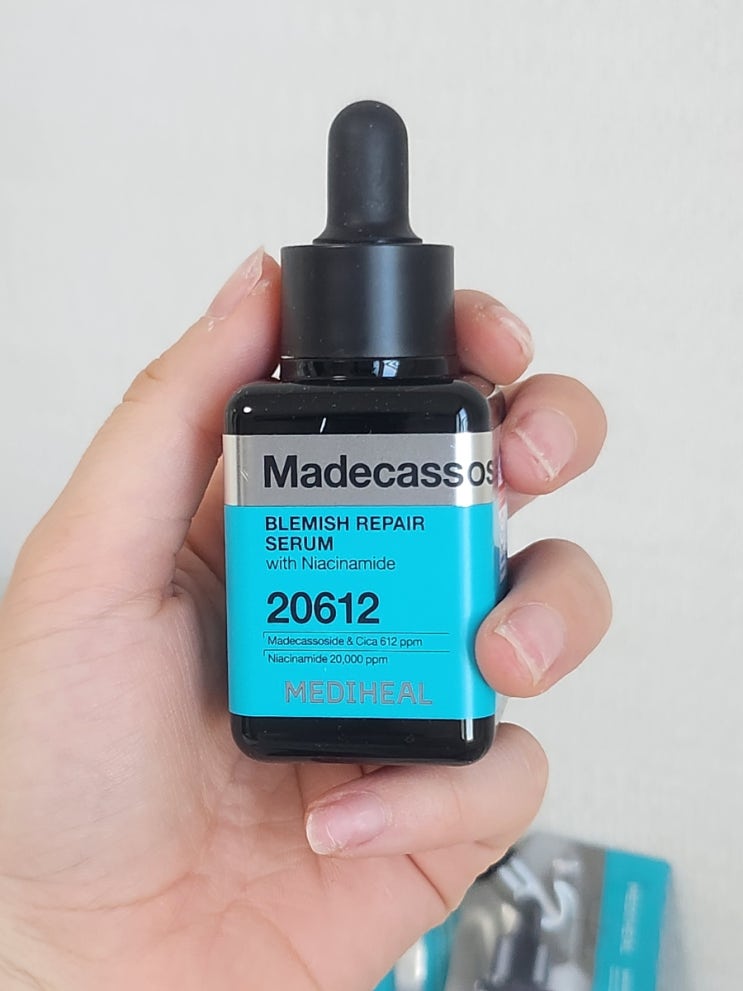 Madecassos
BLEMISH REPAIR
SERUM
with Niacinamide
20612
Madecassoside & Cica 612 ppm
Niacinamide 20,000 ppm
MEDIHEAL